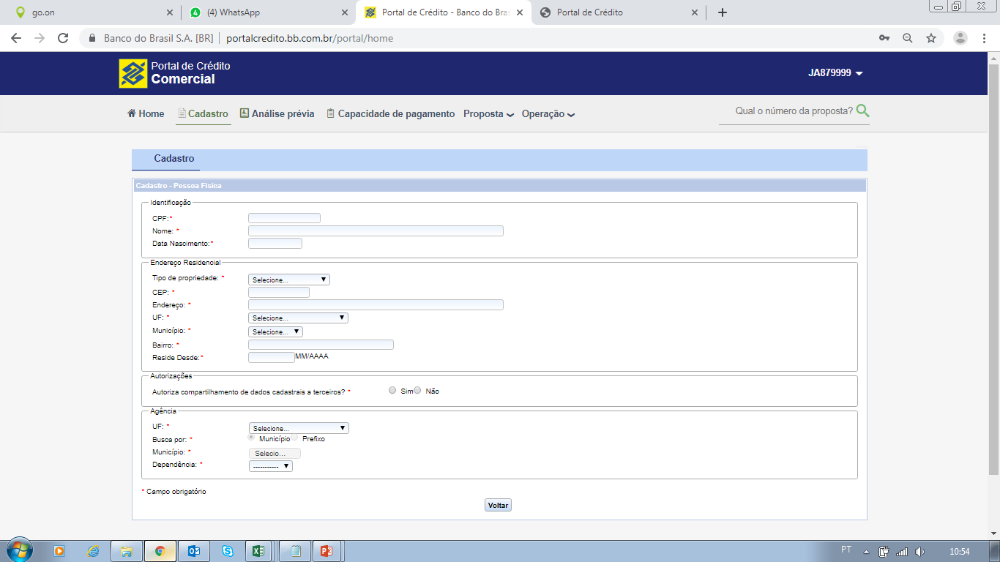 go.on
(4) WhatsApp
Portal de Crédito - Banco do Bras
Portal de Crédito
Banco do Brasil S.A. [BR] portalcredito.bb.com.br/portal/home
Portal de Crédito
Comercial
JA879999
Home Cadastro Análise prévia Capacidade de pagamento Proposta Operação Qual o número da proposta?
Cadastro
Cadastro - Pessoa Física
Identificação
CPF:*
Nome: *
Data Nascimento:*
Endereço Residencial
Tipo de propriedade: * Selecione...
CEP: *
Endereço: *
UF: * Selecione...
Município: * Selecione...
Bairro: *
Reside Desde:* MM/AAAA
Autorizações
Autoriza compartilhamento de dados cadastrais a terceiros? * Sim Não
Agência
UF: * Selecione...
Busca por: * Município Prefixo
Município: * Selecio...
Dependência: * -----------
* Campo obrigatório
Voltar
PT 10:54